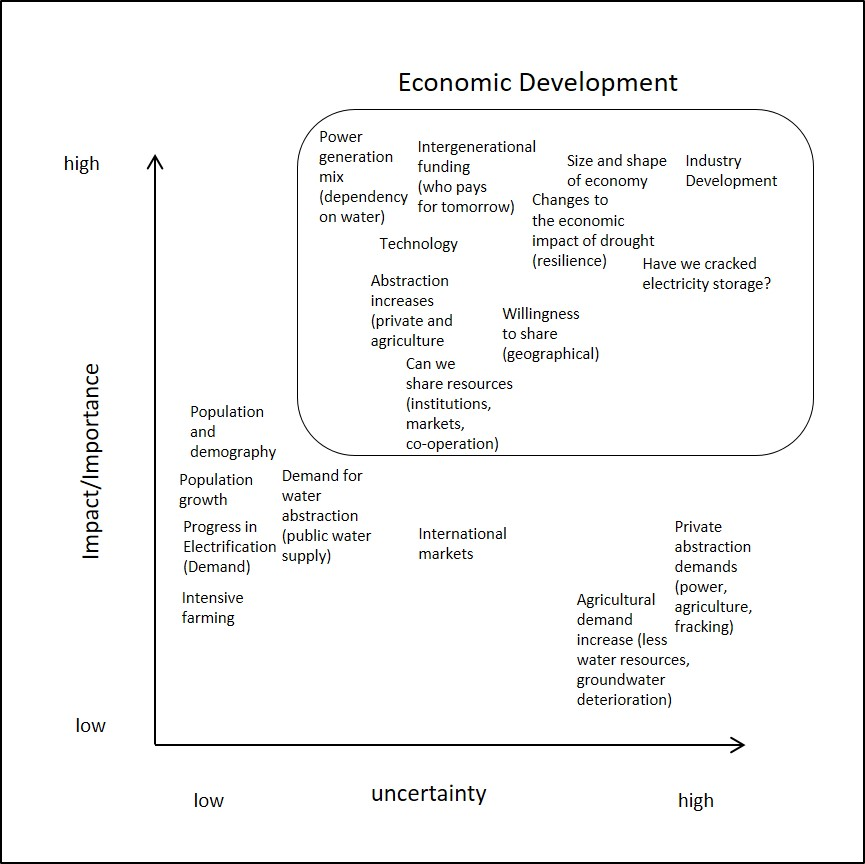 Economic Development
high
Power
generation
mix
(dependency
on water)
Intergenerational
funding
(who pays
for tomorrow)
Size and shape
of economy
Industry
Development
Changes to
the economic
impact of drought
(resilience)
Technology
Have we cracked
electricity storage?
Abstraction
increases
(private and
agriculture
Willingness
to share
(geographical)
Can we
share resources
(institutions,
markets,
co-operation)
Impact/Importance
Population
and
demography
Population
growth
Demand for
water
abstraction
(public water
supply)
Progress in
Electrification
(Demand)
International
markets
Private
abstraction
demands
(power,
agriculture,
fracking)
Intensive
farming
Agricultural
demand
increase (less
water resources,
groundwater
deterioration)
low
low
uncertainty
high